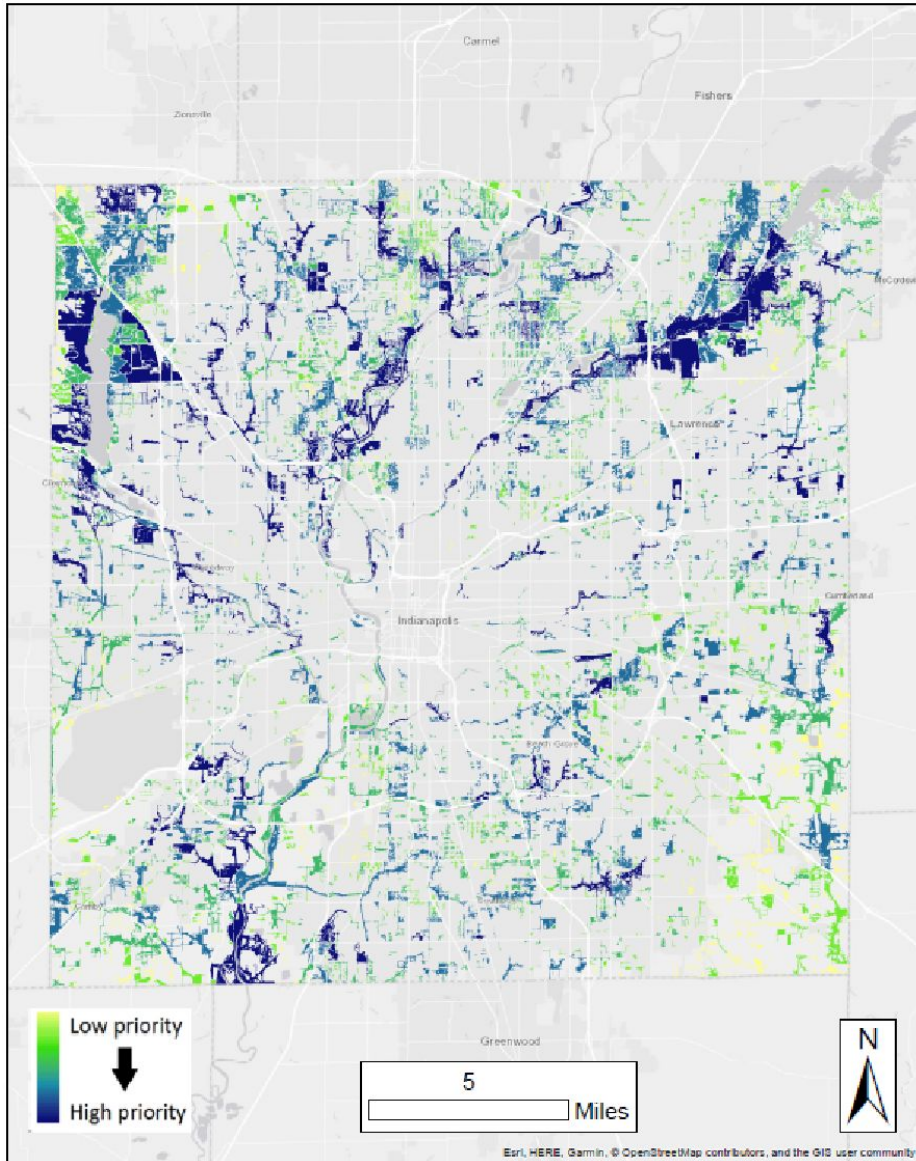 Carmel
Fishers
Zionsville
Lawrence
Indianapolis
Cumberland
Beech Grove
Greenwood
Low priority
High priority
5
Miles
N
Esri, HERE, Garmin, © OpenStreetMap contributors, and the GIS user community